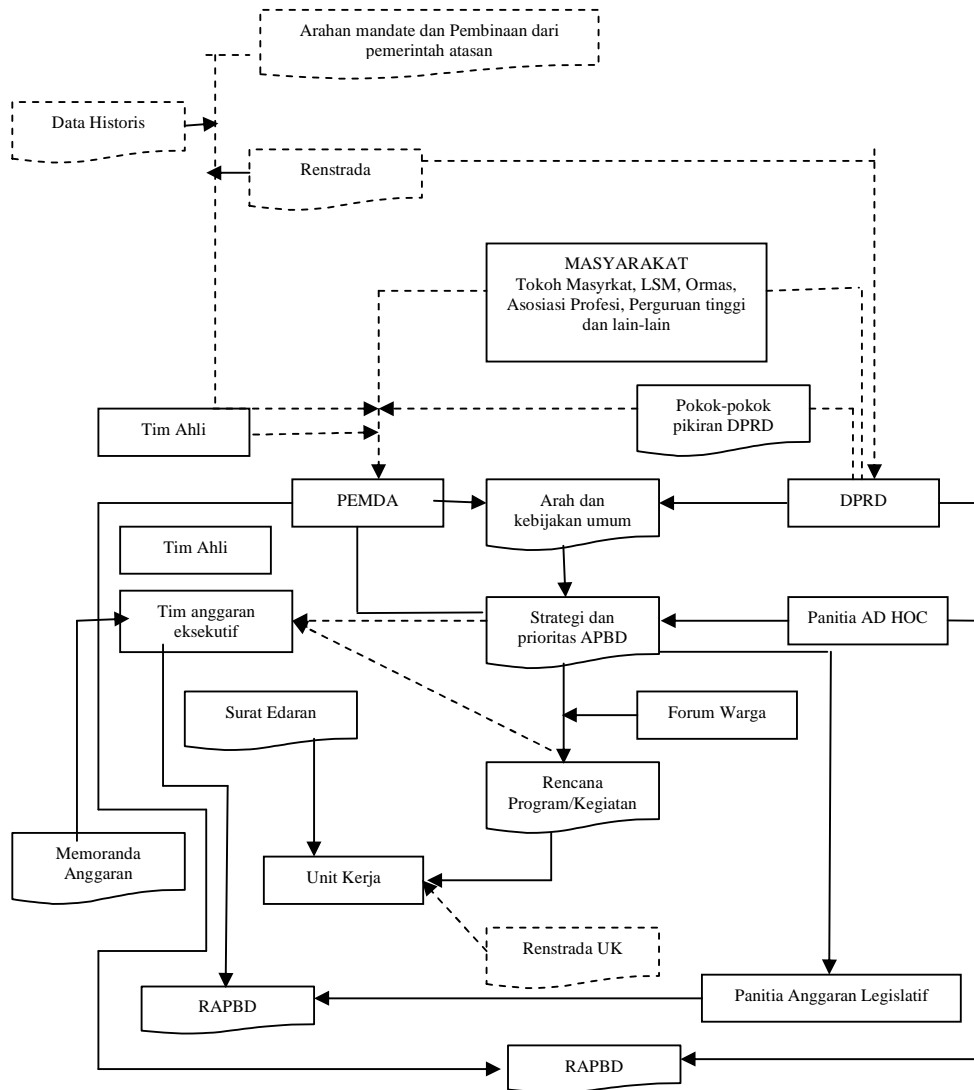 Arahan mandate dan Pembinaan dari
pemerintah atasan
Data Historis
Renstrada
MASYARAKAT
Tokoh Masyrkat, LSM, Ormas,
Asosiasi Profesi, Perguruan tinggi
dan lain-lain
Pokok-pokok
pikiran DPRD
Tim Ahli
PEMDA
Arah dan
kebijakan umum
DPRD
Tim Ahli
Tim anggaran
eksekutif
Strategi dan
prioritas APBD
Panitia AD HOC
Surat Edaran
Forum Warga
Rencana
Program/Kegiatan
Memoranda
Anggaran
Unit Kerja
Renstrada UK
RAPBD
Panitia Anggaran Legislatif
RAPBD